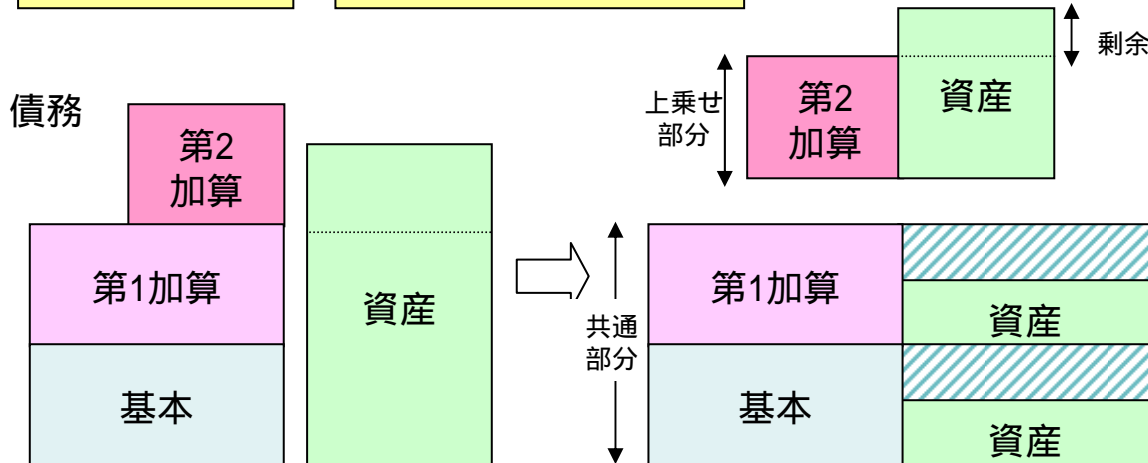 債務
第2
加算
第1加算
基本
資産
上乗せ
部分
第2
加算
資産
剰余
共通
部分
第1加算
資産
基本
資産